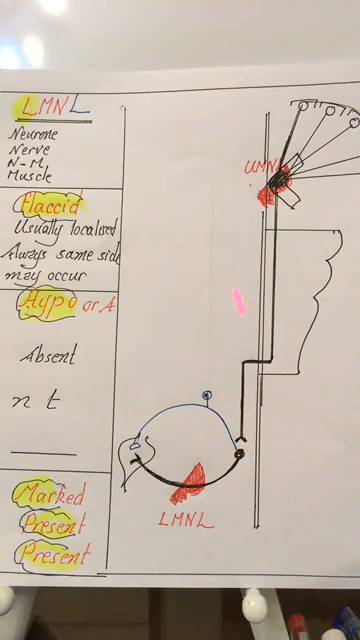 LMNL
Neurone
Nerve
N-M
Muscle
Flaccid
Usually localised
Always same side
may occur
Hypo or A
Absent
n t
Marked
Present
Present
UMNL
LMNL